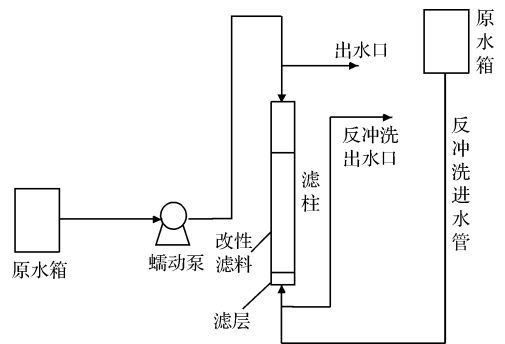 原水箱
蠕动泵
出水口
反冲洗
出水口
滤柱
改性
滤料
滤层
原水箱
反冲洗进水管